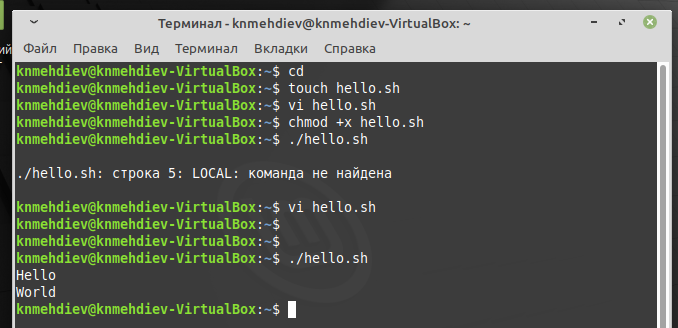 Терминал - knmehdiev@knmehdiev-VirtualBox: ~
Файл Правка Вид Терминал Вкладки Справка
knmehdiev@knmehdiev-VirtualBox:~$ cd
knmehdiev@knmehdiev-VirtualBox:~$ touch hello.sh
knmehdiev@knmehdiev-VirtualBox:~$ vi hello.sh
knmehdiev@knmehdiev-VirtualBox:~$ chmod +x hello.sh
knmehdiev@knmehdiev-VirtualBox:~$ ./hello.sh
./hello.sh: строка 5: LOCAL: команда не найдена
knmehdiev@knmehdiev-VirtualBox:~$ vi hello.sh
knmehdiev@knmehdiev-VirtualBox:~$
knmehdiev@knmehdiev-VirtualBox:~$
knmehdiev@knmehdiev-VirtualBox:~$ ./hello.sh
Hello
World
knmehdiev@knmehdiev-VirtualBox:~$